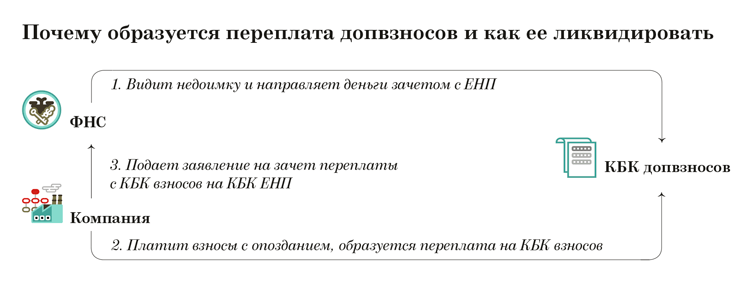 Почему образуется переплата допвзносов и как ее ликвидировать
1. Видит недоимку и направляет деньги зачетом с ЕНП
ФНС
3. Подает заявление на зачет переплаты
с КБК взносов на КБК ЕНП
КБК допвзносов
Компания
2. Платит взносы с опозданием, образуется переплата на КБК взносов